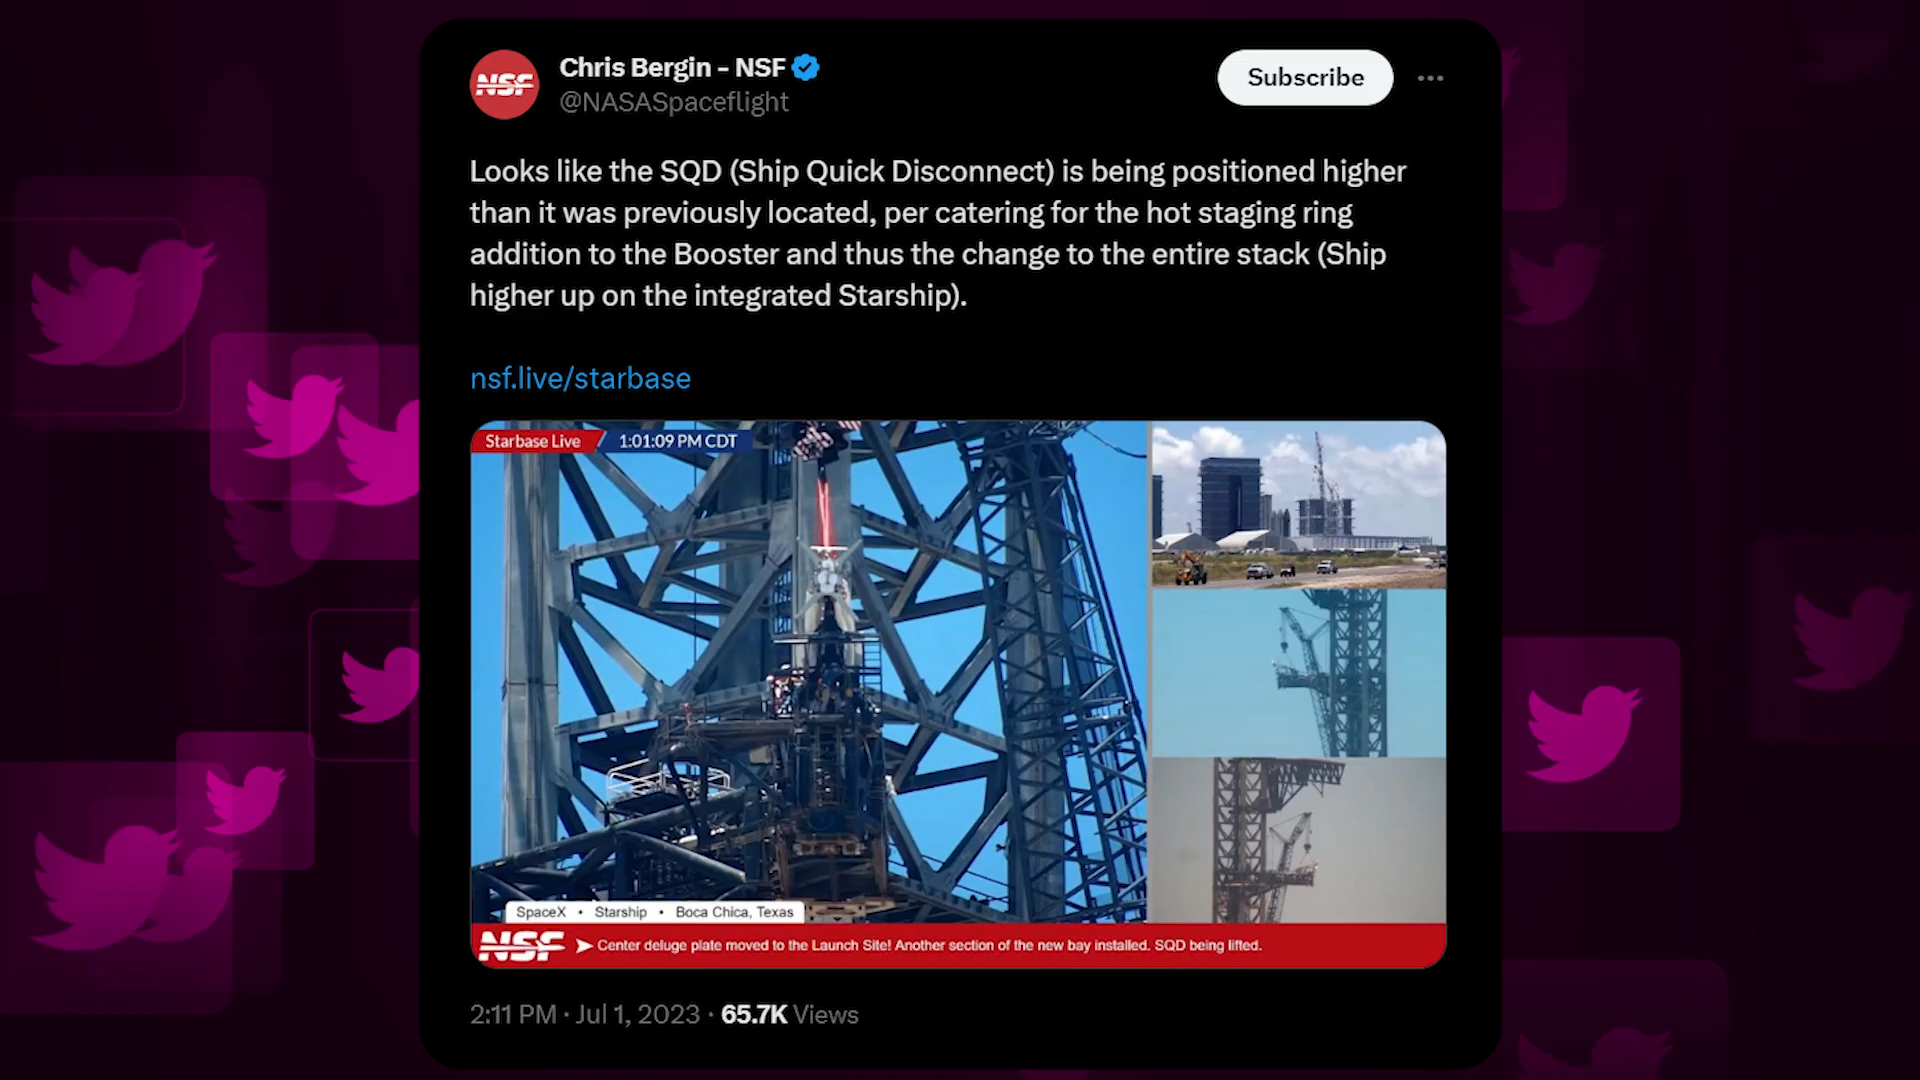 NSF
Chris Bergin - NSF
@NASASpaceflight
Subscribe
Looks like the SQD (Ship Quick Disconnect) is being positioned higher
than it was previously located, per catering for the hot staging ring
addition to the Booster and thus the change to the entire stack (Ship
higher up on the integrated Starship).
nsf.live/starbase
Starbase Live 1:01:09 PM CDT
SpaceX • Starship • Boca Chica, Texas
NSF Center deluge plate moved to the Launch Site! Another section of the new bay installed. SQD being lifted.
2:11 PM · Jul 1, 2023 · 65.7K Views